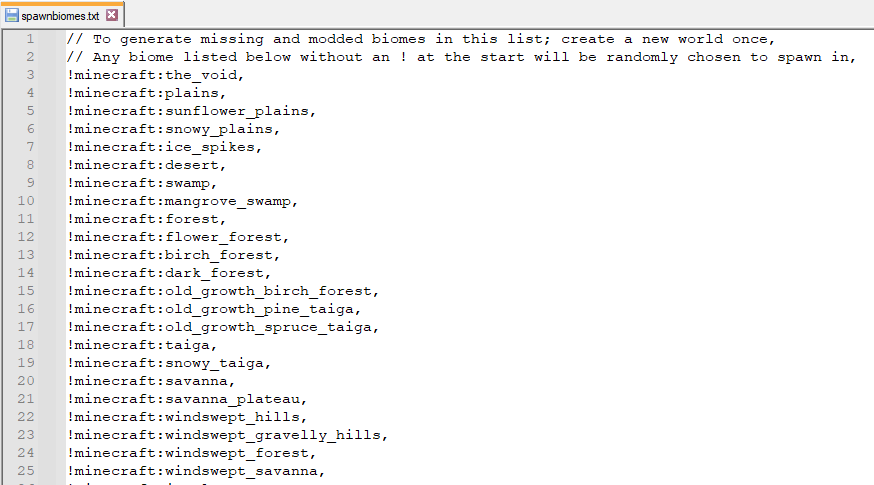 spawnbiomes.txt
1 // To generate missing and modded biomes in this list; create a new world once,
2 // Any biome listed below without an ! at the start will be randomly chosen to spawn in,
3 !minecraft:the_void,
4 !minecraft:plains,
5 !minecraft:sunflower_plains,
6 !minecraft:snowy_plains,
7 !minecraft:ice_spikes,
8 !minecraft:desert,
9 !minecraft:swamp,
10 !minecraft:mangrove_swamp,
11 !minecraft:forest,
12 !minecraft:flower_forest,
13 !minecraft:birch_forest,
14 !minecraft:dark_forest,
15 !minecraft:old_growth_birch_forest,
16 !minecraft:old_growth_pine_taiga,
17 !minecraft:old_growth_spruce_taiga,
18 !minecraft:taiga,
19 !minecraft:snowy_taiga,
20 !minecraft:savanna,
21 !minecraft:savanna_plateau,
22 !minecraft:windswept_hills,
23 !minecraft:windswept_gravelly_hills,
24 !minecraft:windswept_forest,
25 !minecraft:windswept_savanna,